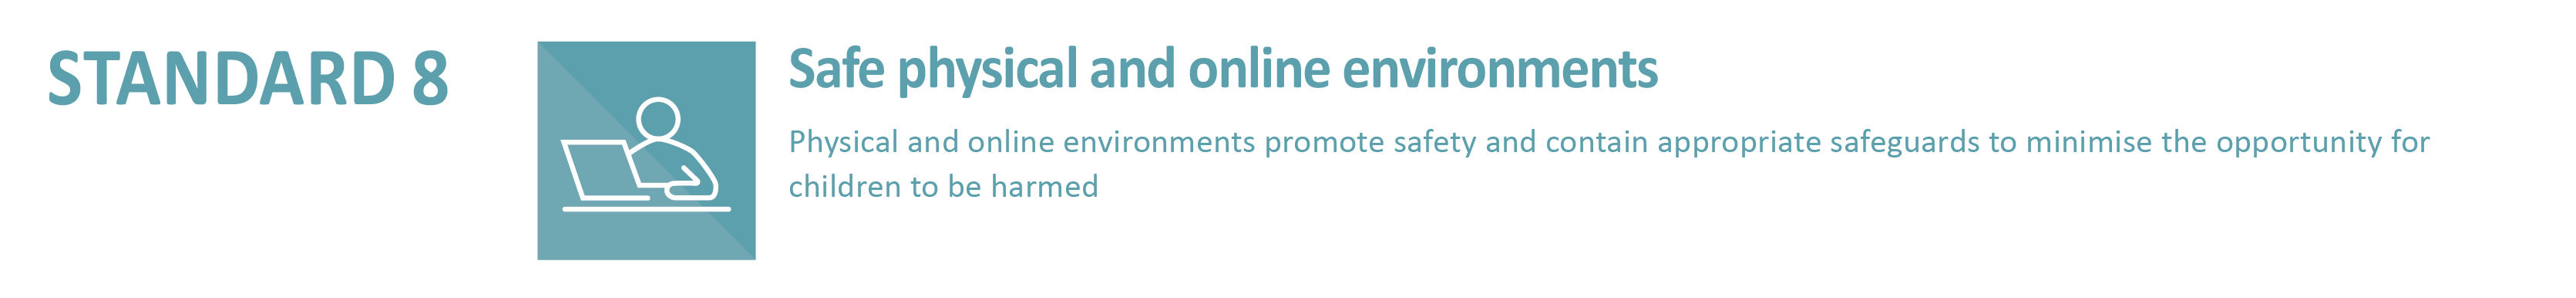 STANDARD 8
Safe physical and online environments
Physical and online environments promote safety and contain appropriate safeguards to minimise the opportunity for
children to be harmed